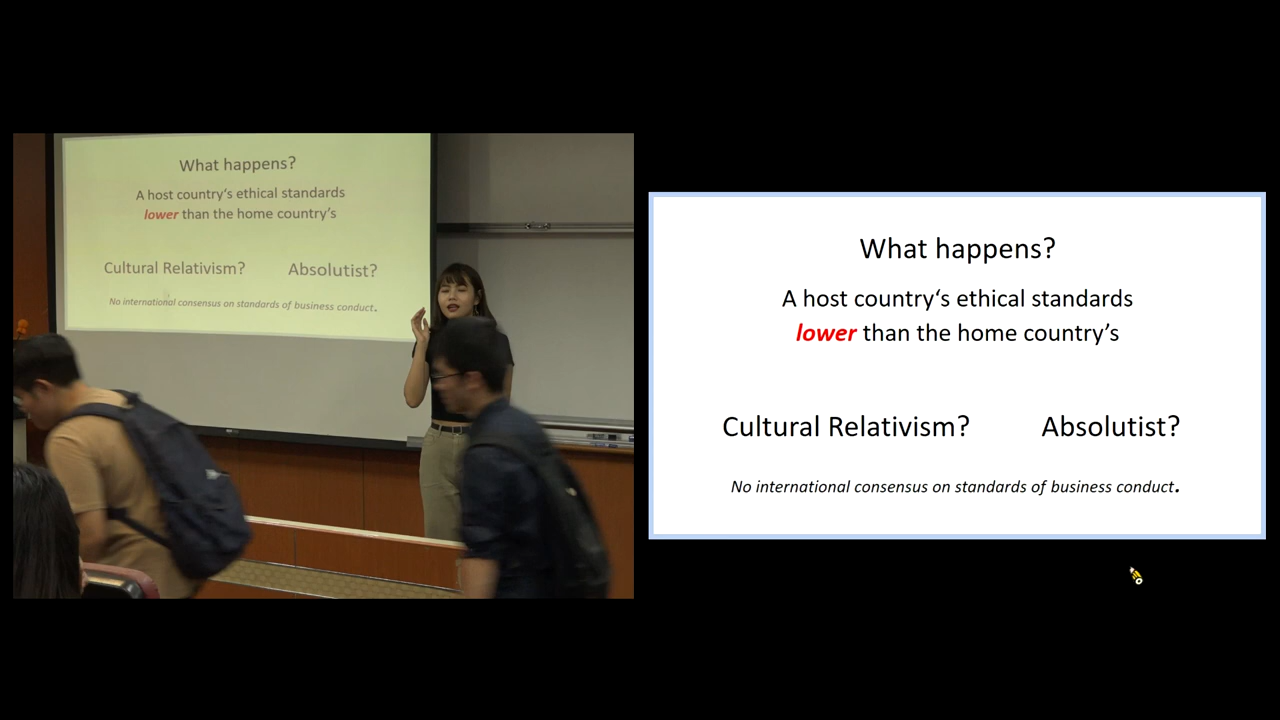 What happens?
A host country‘s ethical standards
lower than the home country’s
Cultural Relativism? Absolutist?
No international consensus on standards of business conduct.
What happens?
A host country‘s ethical standards
lower than the home country’s
Cultural Relativism? Absolutist?
No international consensus on standards of business conduct.